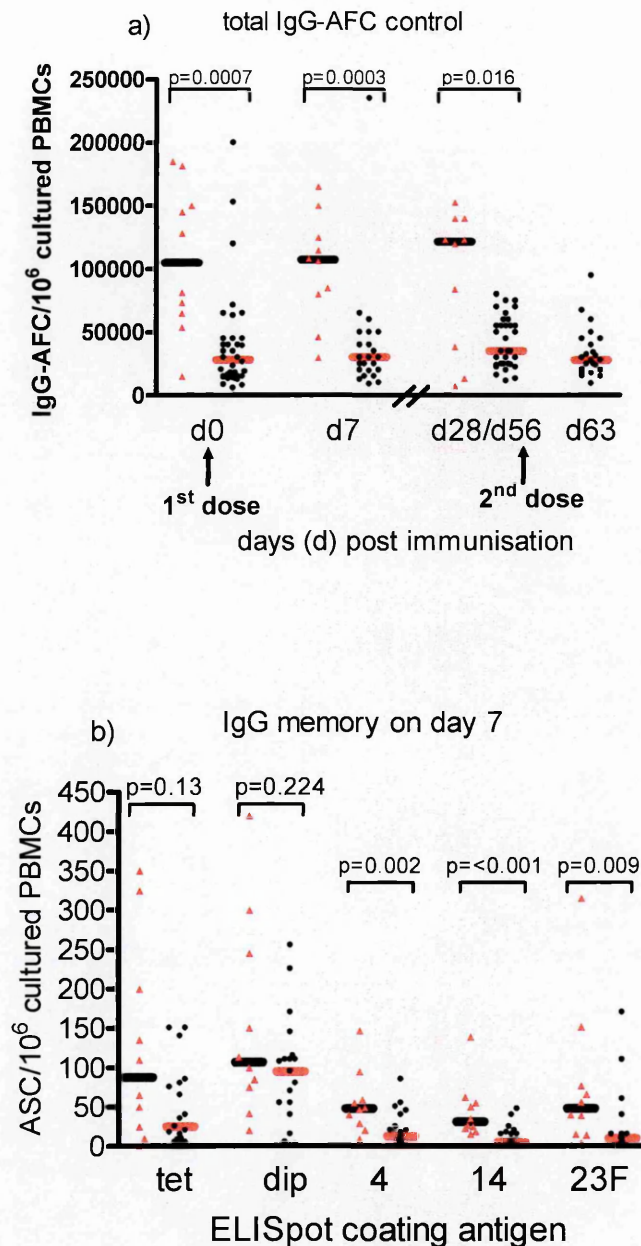 a) total IgG-AFC control
p=0.0007 p=0.0003 p=0.016
IgG-AFC/10⁶ cultured PBMCs
250000
200000
150000
100000
50000
0
d0 d7 d28/d56 d63
1st dose 2nd dose
days (d) post immunisation
b) IgG memory on day 7
p=0.13 p=0.224
p=0.002 p=<0.001 p=0.009
ASC/10⁶ cultured PBMCs
450
400
350
300
250
200
150
100
50
0
tet dip 4 14 23F
ELISpot coating antigen